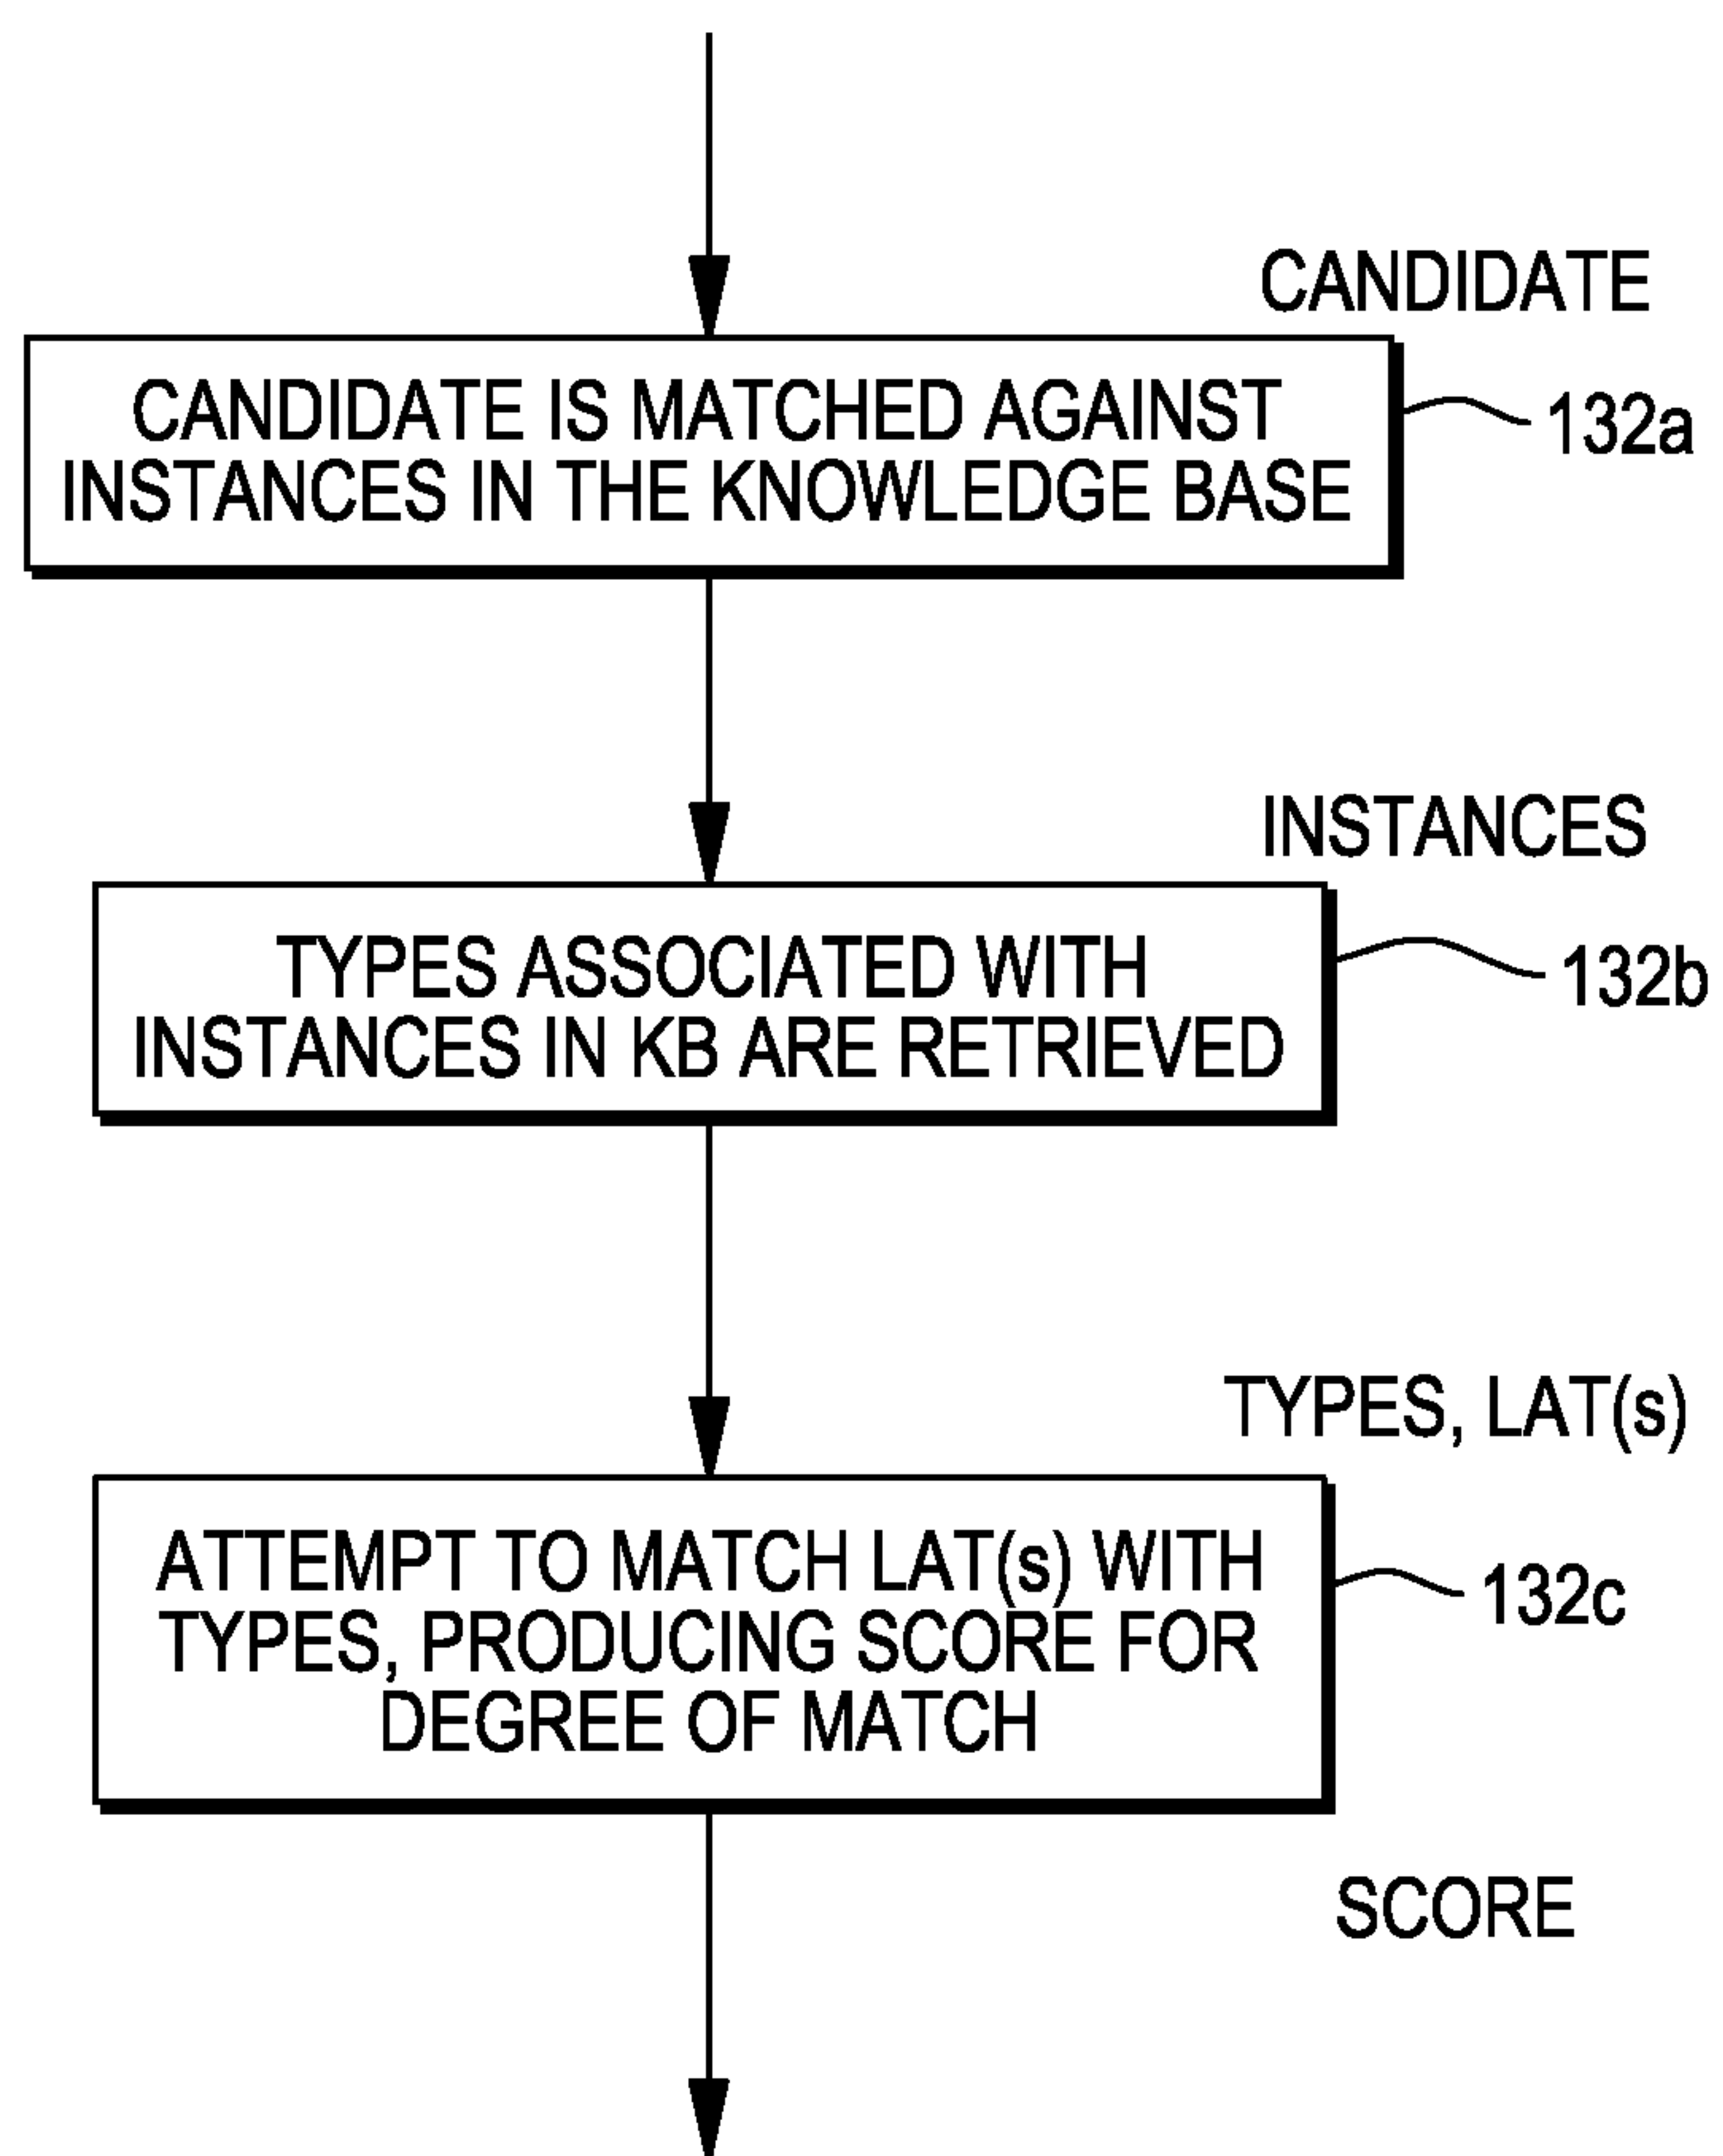 CANDIDATE
CANDIDATE IS MATCHED AGAINST
INSTANCES IN THE KNOWLEDGE BASE
132a
INSTANCES
TYPES ASSOCIATED WITH
INSTANCES IN KB ARE RETRIEVED
132b
TYPES, LAT(s)
ATTEMPT TO MATCH LAT(s) WITH
TYPES, PRODUCING SCORE FOR
DEGREE OF MATCH
132c
SCORE